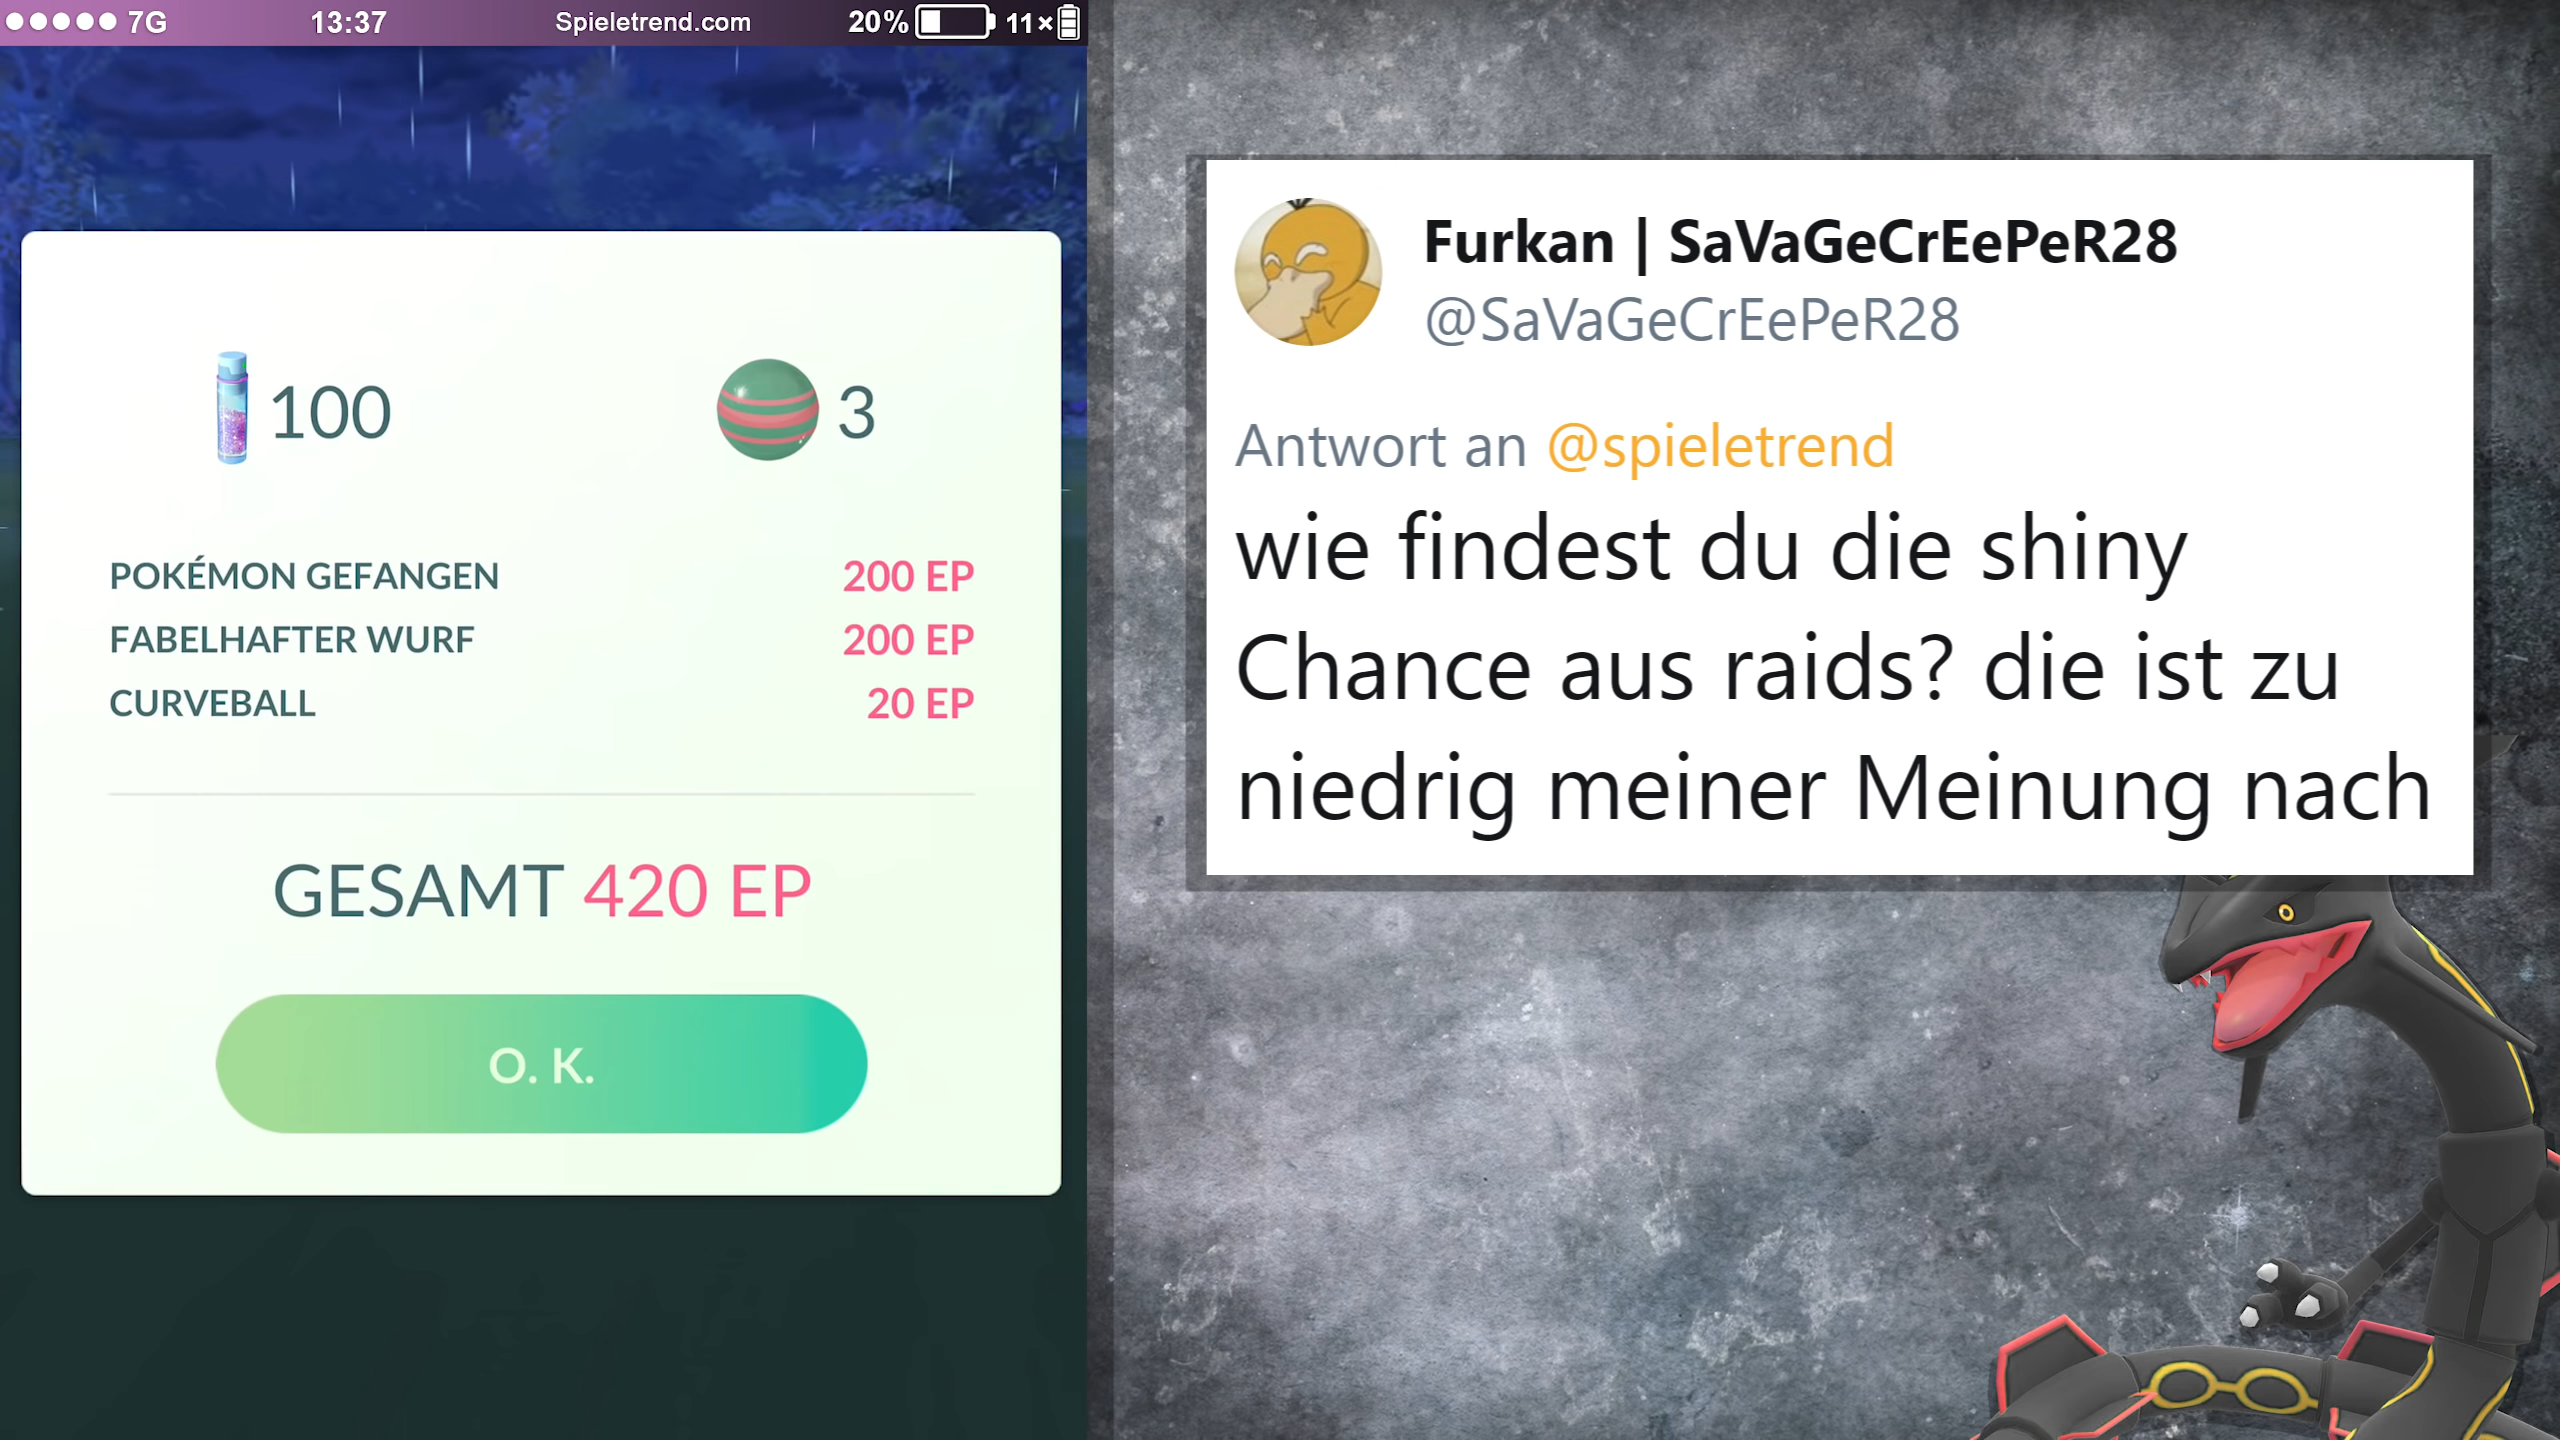 7G 13:37 Spieletrend.com 20% 11×
100 3
POKÉMON GEFANGEN 200 EP
FABELHAFTER WURF 200 EP
CURVEBALL 20 EP
GESAMT 420 EP
O. K.
Furkan | SaVaGeCrEePeR28
@SaVaGeCrEePeR28
Antwort an @spieletrend
wie findest du die shiny
Chance aus raids? die ist zu
niedrig meiner Meinung nach